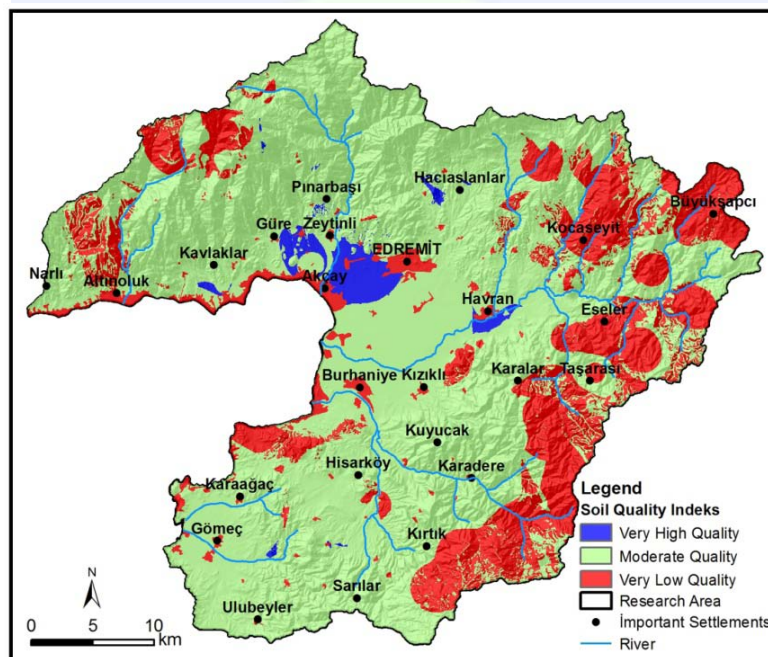 Hacıaslanlar
Pınarbaşı
Büyükşapcı
Güre
Zeytinli
Kocaseyit
EDREMİT
Kavlaklar
Narlı
Akçay
Altınoluk
Havran
Eseler
Burhaniye
Kızıklı
Karalar
Taşarası
Kuyucak
Hisarköy
Karadere
Karaağaç
Gömeç
Kırtık
Sarılar
Ulubeyler
N
0 5 10
km
Legend
Soil Quality Indeks
Very High Quality
Moderate Quality
Very Low Quality
Research Area
İmportant Settlements
River